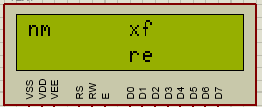 nm xf
re
VSS VDD VEE RS RW E D0 D1 D2 D3 D4 D5 D6 D7